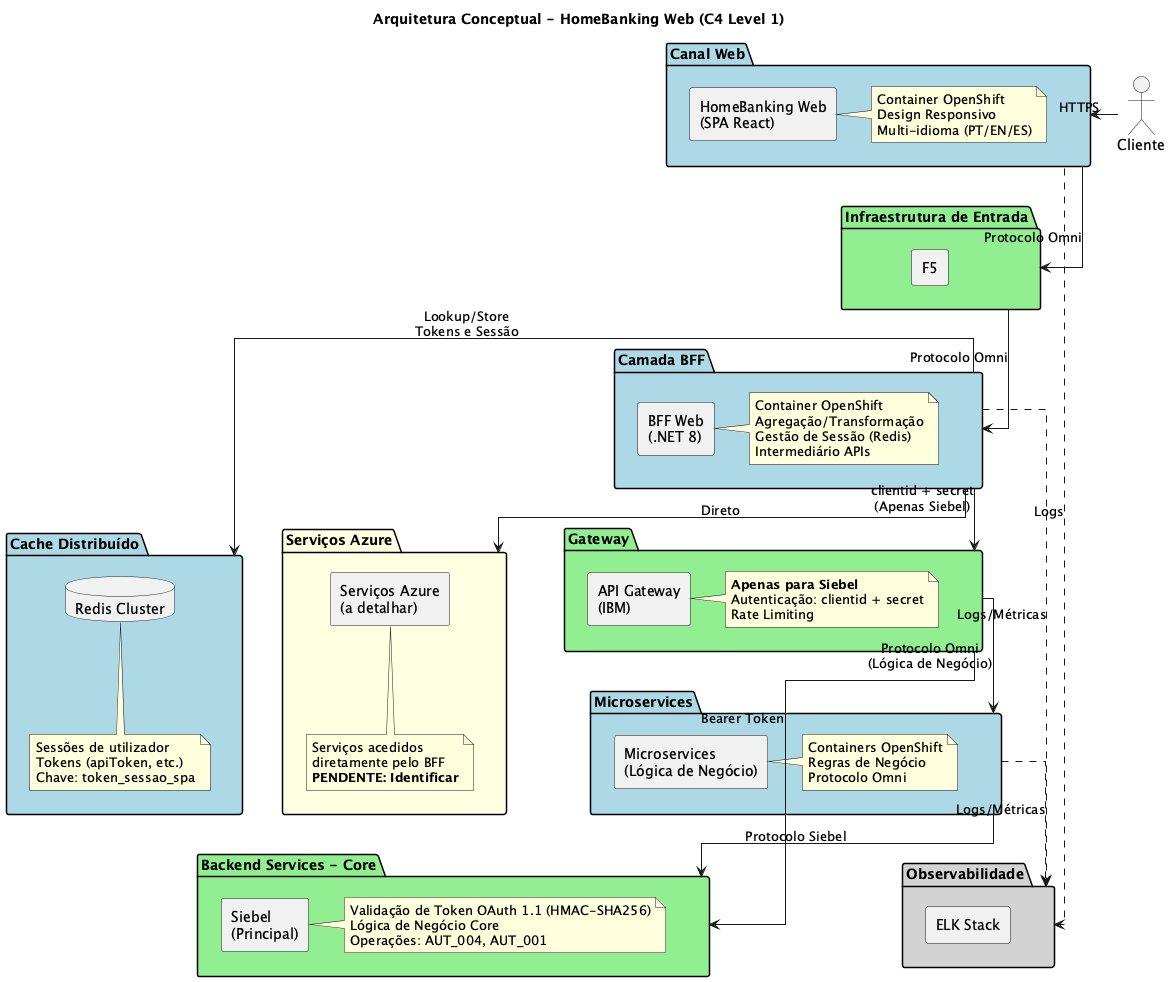 Arquitetura Conceptual - HomeBanking Web (C4 Level 1)
Canal Web
HomeBanking Web
(SPA React)
Container OpenShift
Design Responsivo
Multi-idioma (PT/EN/ES)
HTTPS
Cliente
Infraestrutura de Entrada
Protocolo Omni
F5
Lookup/Store
Tokens e Sessão
Protocolo Omni
Camada BFF
BFF Web
(.NET 8)
Container OpenShift
Agregação/Transformação
Gestão de Sessão (Redis)
Intermediário APIs
clientid + secret
(Apenas Siebel)
Direto
Logs
Cache Distribuído
Redis Cluster
Sessões de utilizador
Tokens (apiToken, etc.)
Chave: token_sessao_spa
Serviços Azure
Serviços Azure
(a detalhar)
Serviços acedidos
diretamente pelo BFF
PENDENTE: Identificar
Gateway
API Gateway
(IBM)
Apenas para Siebel
Autenticação: clientid + secret
Rate Limiting
Logs/Métricas
Protocolo Omni
(Lógica de Negócio)
Microservices
Bearer Token
Microservices
(Lógica de Negócio)
Containers OpenShift
Regras de Negócio
Protocolo Omni
Logs/Métricas
Protocolo Siebel
Backend Services - Core
Siebel
(Principal)
Validação de Token OAuth 1.1 (HMAC-SHA256)
Lógica de Negócio Core
Operações: AUT_004, AUT_001
Observabilidade
ELK Stack